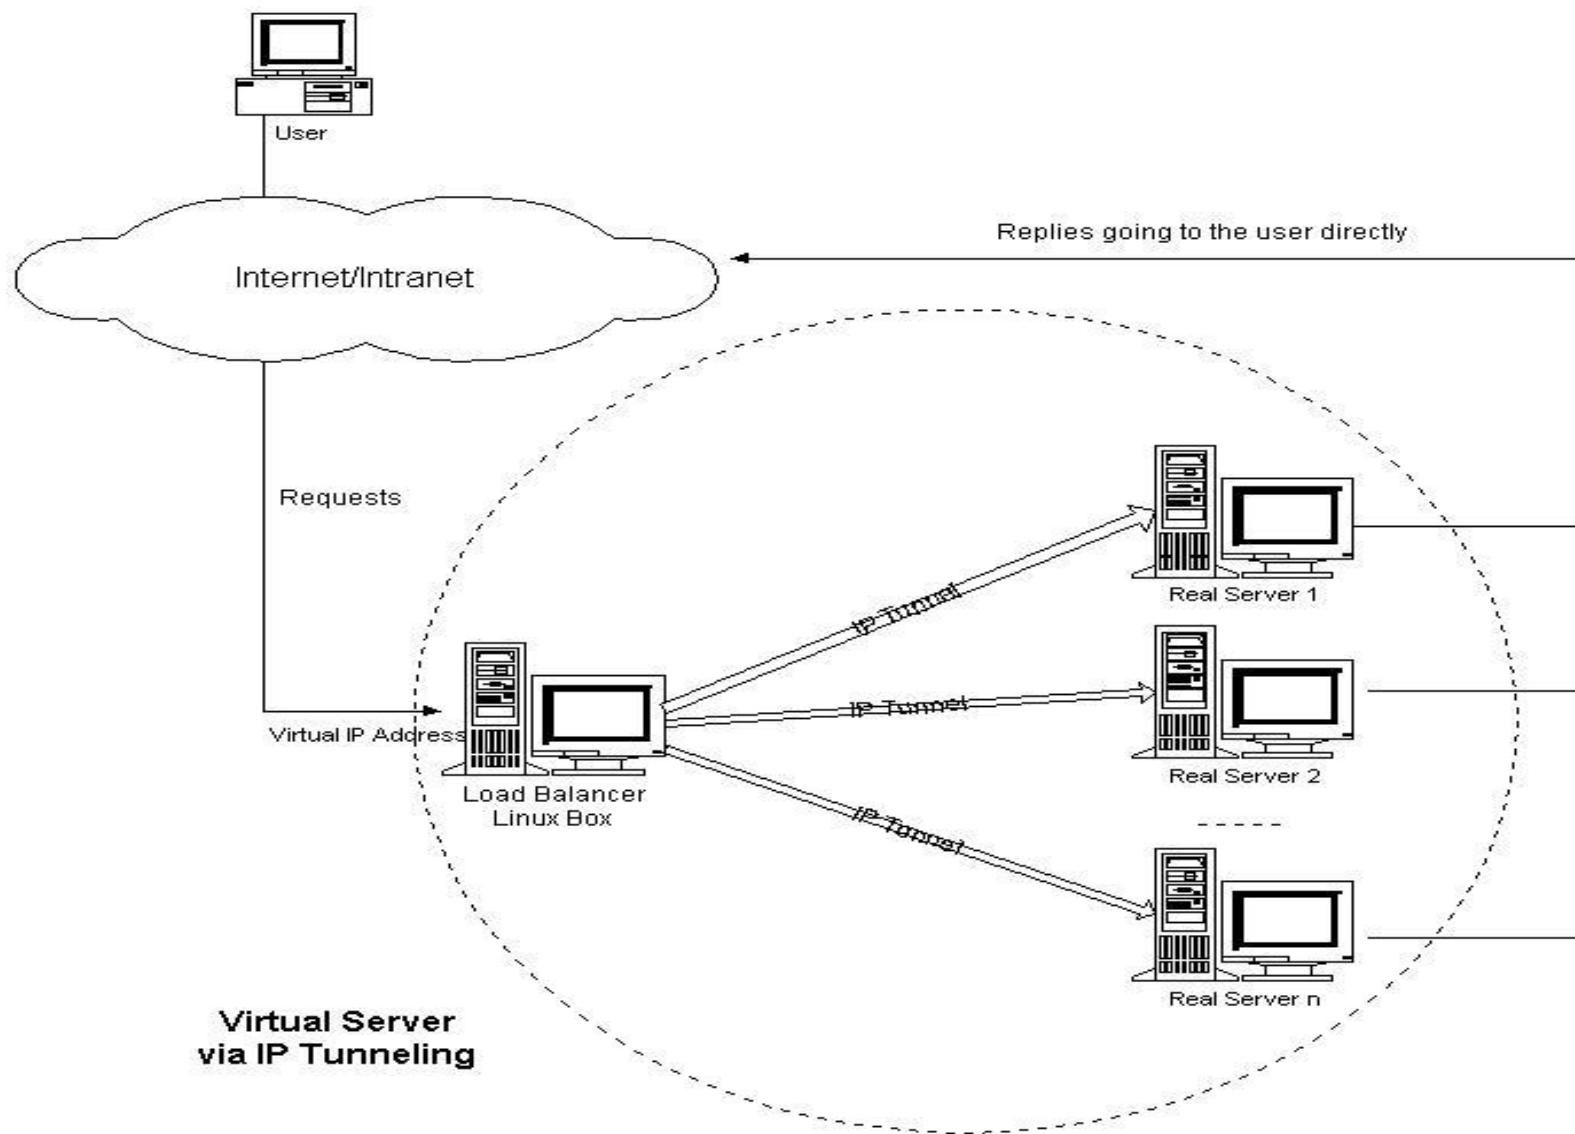 User
Replies going to the user directly
Internet/Intranet
Requests
IP Tunnel
Real Server 1
IP Tunnel
Virtual IP Address
Load Balancer
Linux Box
Real Server 2
IP Tunnel
Real Server n
Virtual Server
via IP Tunneling